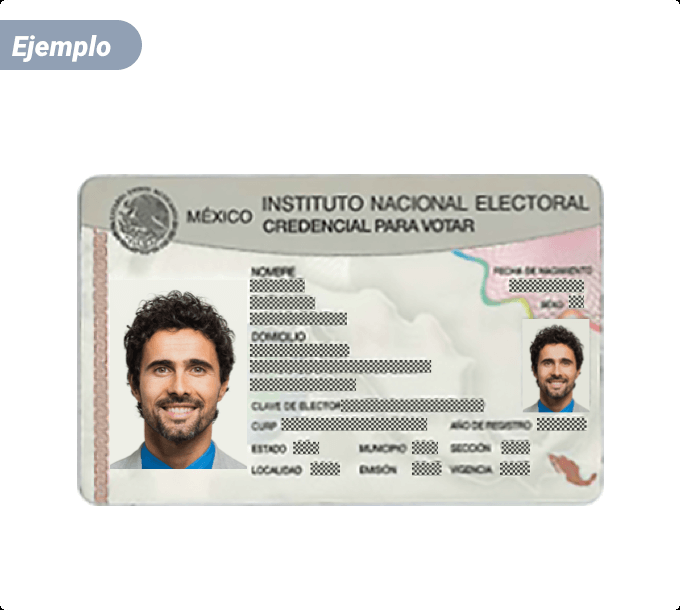 Ejemplo
MÉXICO
INSTITUTO NACIONAL ELECTORAL
CREDENCIAL PARA VOTAR
NOMBRE
FECHA DE NACIMIENTO
SEXO
DOMICILIO
CLAVE DE ELECTOR
CURP
AÑO DE REGISTRO
ESTADO
MUNICIPIO
SECCIÓN
LOCALIDAD
EMISIÓN
VIGENCIA